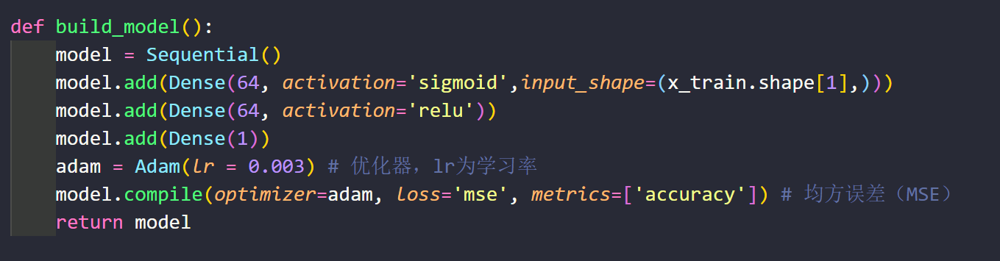 def build_model():
    model = Sequential()
    model.add(Dense(64, activation='sigmoid',input_shape=(x_train.shape[1],)))
    model.add(Dense(64, activation='relu'))
    model.add(Dense(1))
    adam = Adam(lr = 0.003) # 优化器，lr为学习率
    model.compile(optimizer=adam, loss='mse', metrics=['accuracy']) # 均方误差（MSE）
    return model